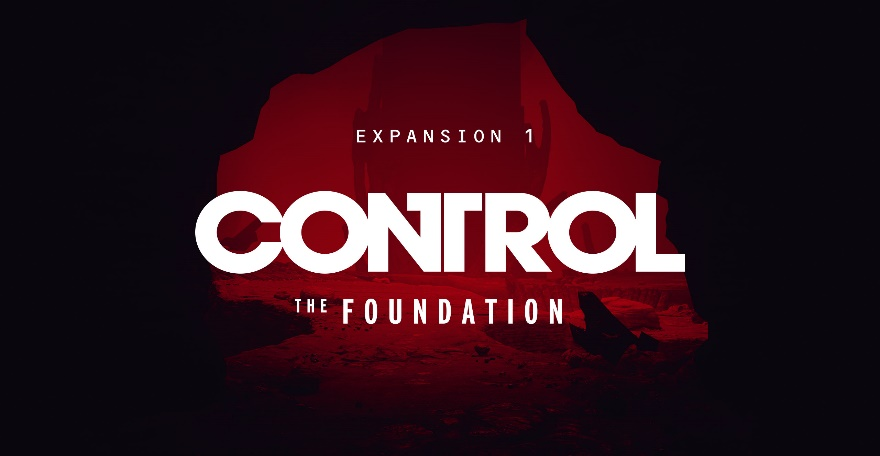 EXPANSION 1
CONTROL
THE FOUNDATION